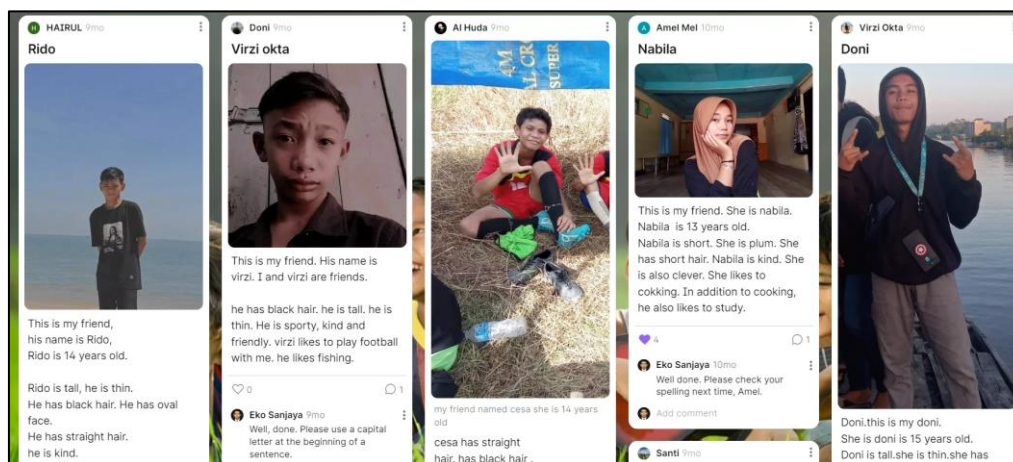 HAIRUL 9mo
Rido
This is my friend,
his name is Rido,
Rido is 14 years old.
Rido is tall, he is thin.
He has black hair. He has oval
face.
He has straight hair.
he is kind.
Doni 9mo
Virzi okta
This is my friend. His name is
virzi. I and virzi are friends.
he has black hair. he is tall. he is
thin. He is sporty, kind and
friendly. virzi likes to play football
with me. he likes fishing.
0
1
Eko Sanjaya 9mo
Well, done. Please use a capital
letter at the beginning of a
sentence.
Al Huda 9mo
4M
AL CRO
SUPER
my friend named cesa she is 14 years
old
cesa has straight
hair. has black hair .
Amel Mel 10mo
Nabila
This is my friend. She is nabila.
Nabila is 13 years old.
Nabila is short. She is plum. She
has short hair. Nabila is kind. She
is also clever. She likes to
cokking. In addition to cooking,
he also likes to study.
4
1
Eko Sanjaya 10mo
Well done. Please check your
spelling next time, Amel.
Add comment
Santi 9mo
Virzi Okta 9mo
Doni
Doni.this is my doni.
She is doni is 15 years old.
Doni is tall.she is thin.she has